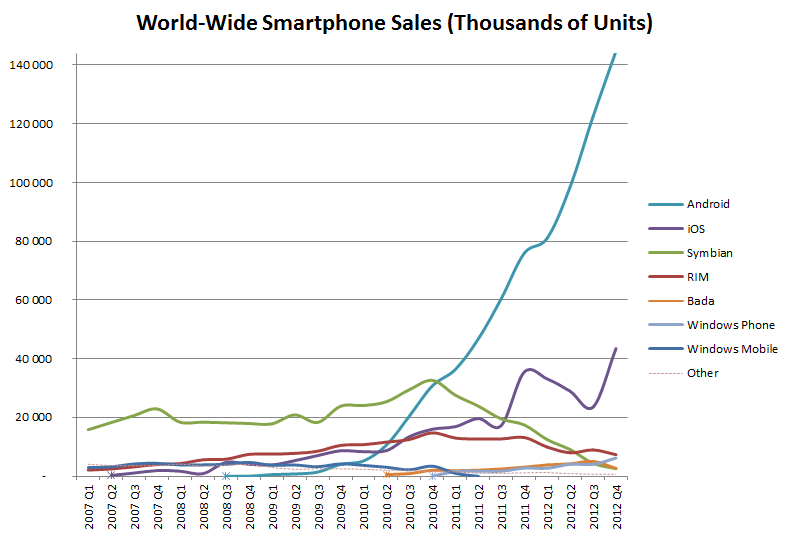 World-Wide Smartphone Sales (Thousands of Units)
140 000
120 000
100 000
80 000
60 000
40 000
20 000
-
2007 Q1
2007 Q2
2007 Q3
2007 Q4
2008 Q1
2008 Q2
2008 Q3
2008 Q4
2009 Q1
2009 Q2
2009 Q3
2009 Q4
2010 Q1
2010 Q2
2010 Q3
2010 Q4
2011 Q1
2011 Q2
2011 Q3
2011 Q4
2012 Q1
2012 Q2
2012 Q3
2012 Q4
Android
iOS
Symbian
RIM
Bada
Windows Phone
Windows Mobile
Other